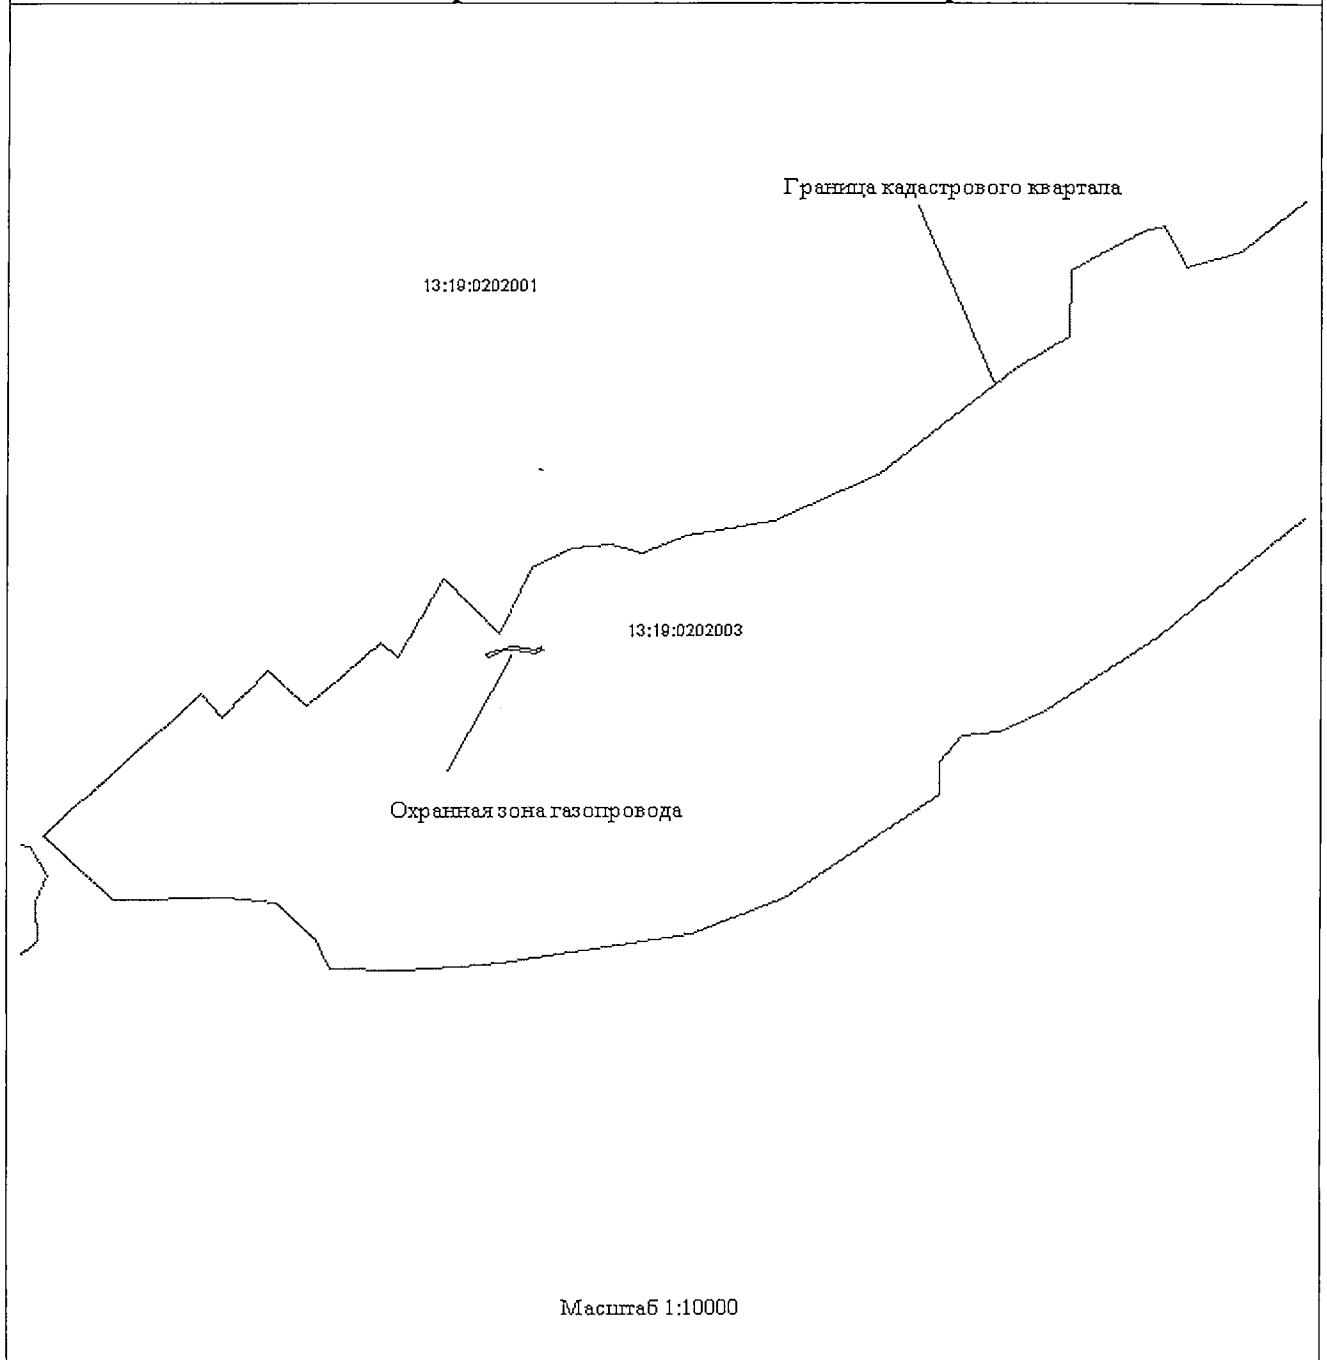 Граница кадастрового квартала
13:19:0202001
13:19:0202003
Охранная зона газопровода
Масштаб 1:10000